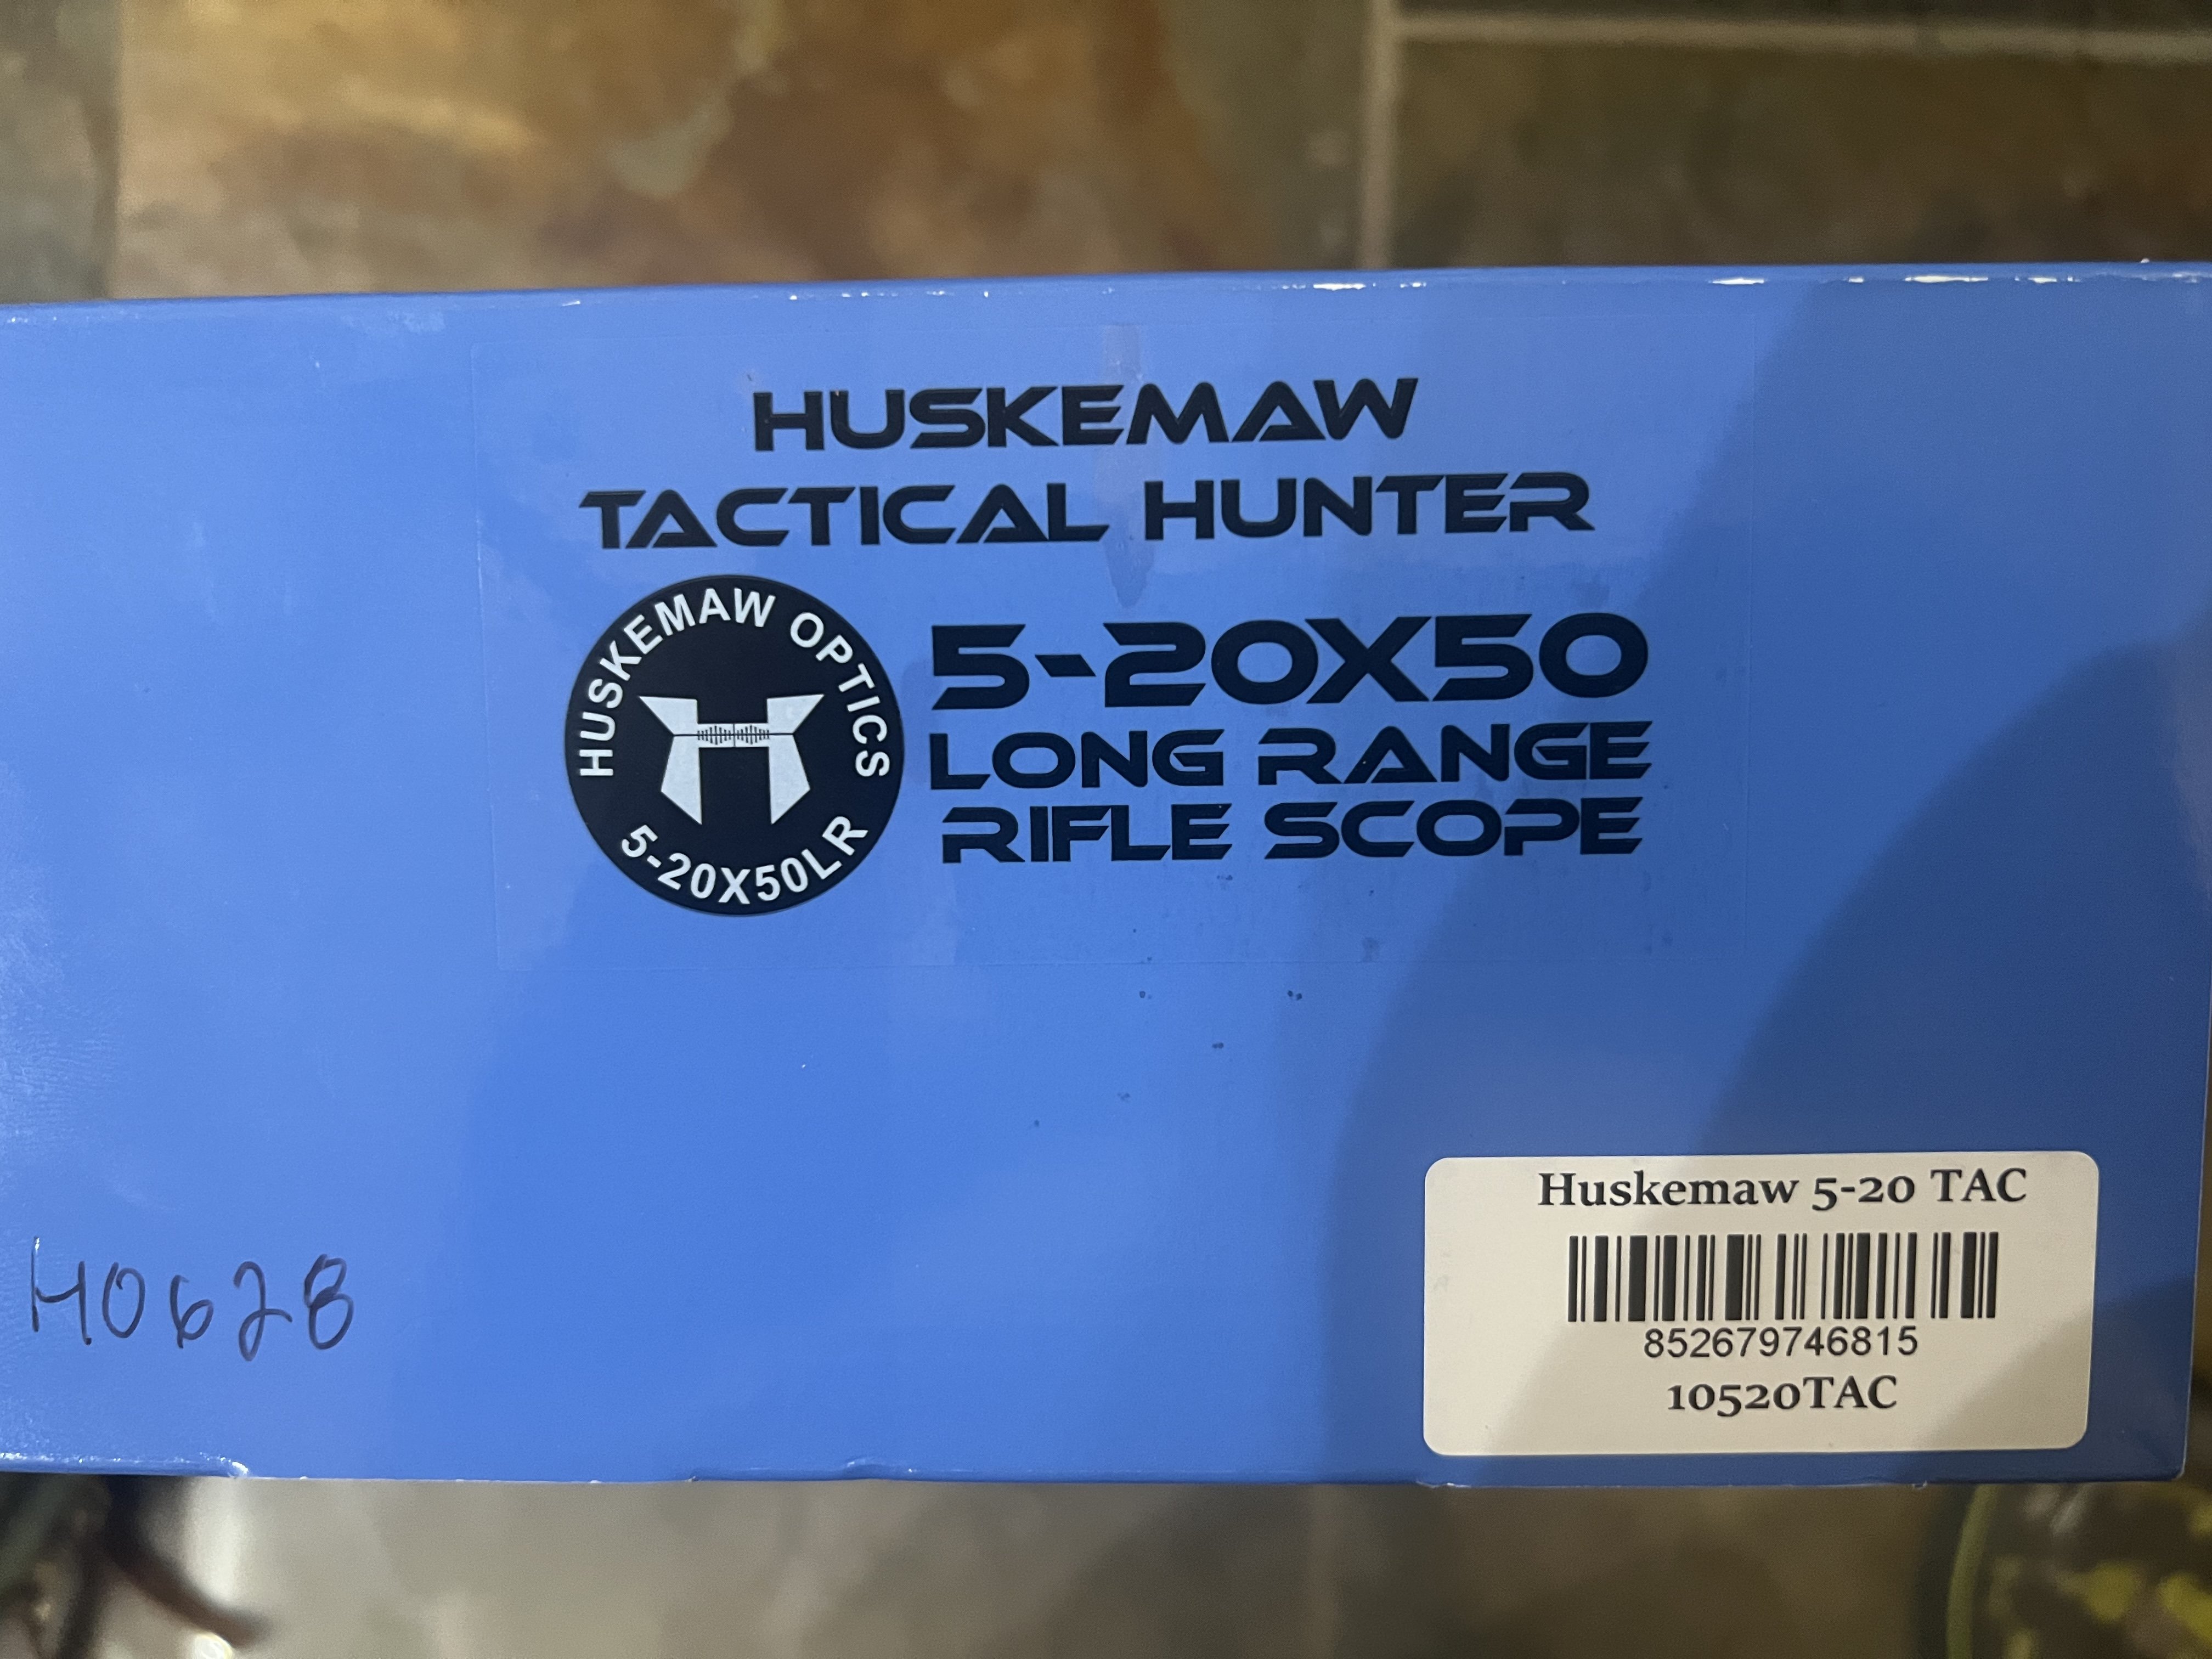 HUSKEMAW
TACTICAL HUNTER
HUSKEMAW OPTICS
5-20X50LR
5-20X50
LONG RANGE
RIFLE SCOPE
H0628
Huskemaw 5-20 TAC
852679746815
10520TAC